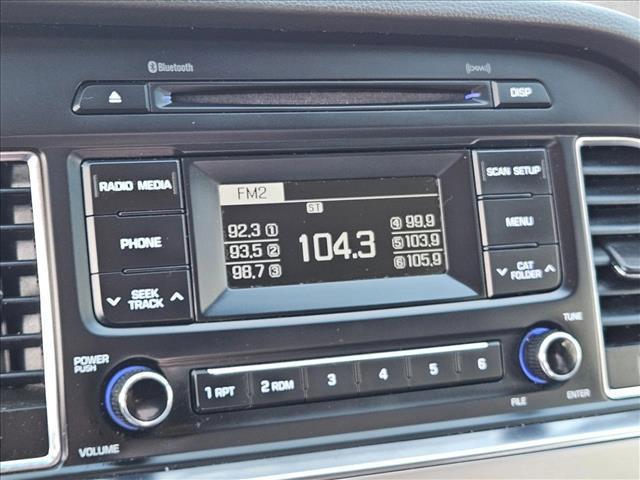 Bluetooth
DISP
RADIO MEDIA
PHONE
SEEK
TRACK
FM2
ST
92.3 1
93.5 2
98.7 3
104.3
4 99.9
5 103.9
6 105.9
SCAN SETUP
MENU
CAT
FOLDER
POWER
PUSH
VOLUME
1 RPT
2 RDM
3
4
5
6
TUNE
FILE
ENTER